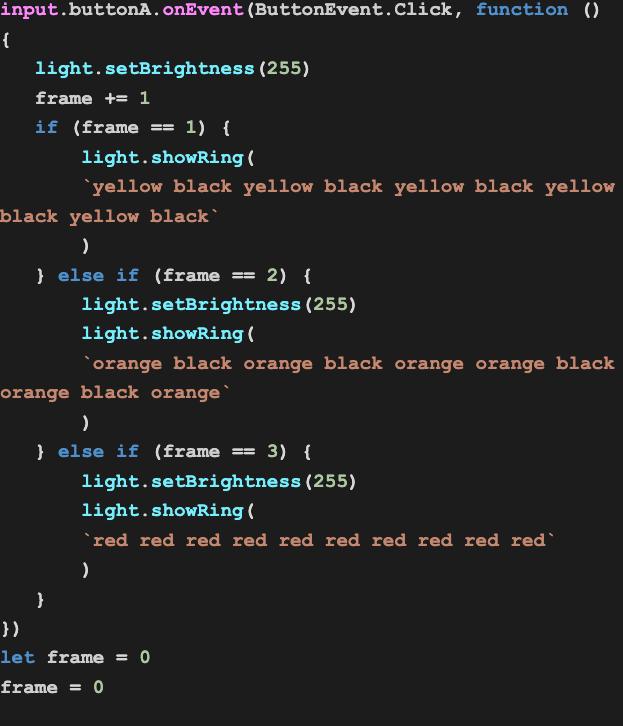 input.buttonA.onEvent(ButtonEvent.Click, function ()
{
light.setBrightness(255)
frame += 1
if (frame == 1) {
light.showRing(
`yellow black yellow black yellow black yellow
black yellow black`
)
} else if (frame == 2) {
light.setBrightness(255)
light.showRing(
`orange black orange black orange orange black
orange black orange`
)
} else if (frame == 3) {
light.setBrightness(255)
light.showRing(
`red red red red red red red red red red`
)
}
})
let frame = 0
frame = 0